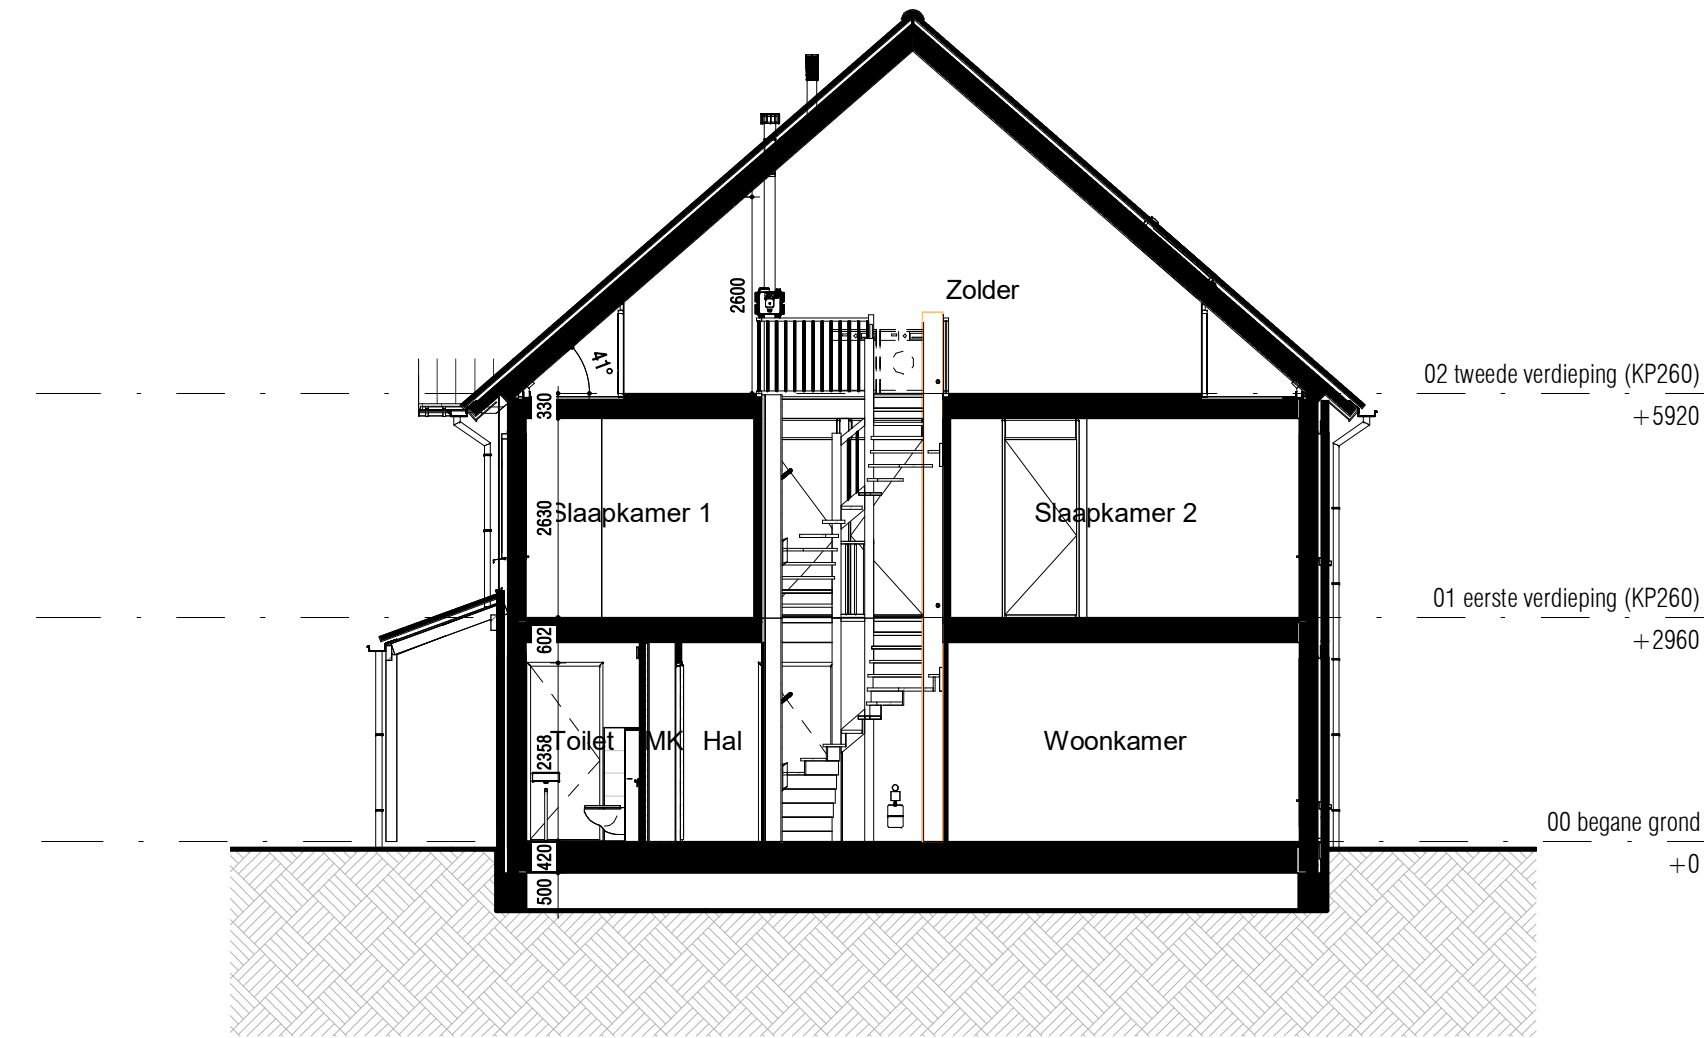 Zolder
2600
41°
02 tweede verdieping (KP260)
+5920
330
Slaapkamer 1
2630
Slaapkamer 2
01 eerste verdieping (KP260)
+2960
602
Toilet
2358
MK
Hal
Woonkamer
00 begane grond
+0
420
500